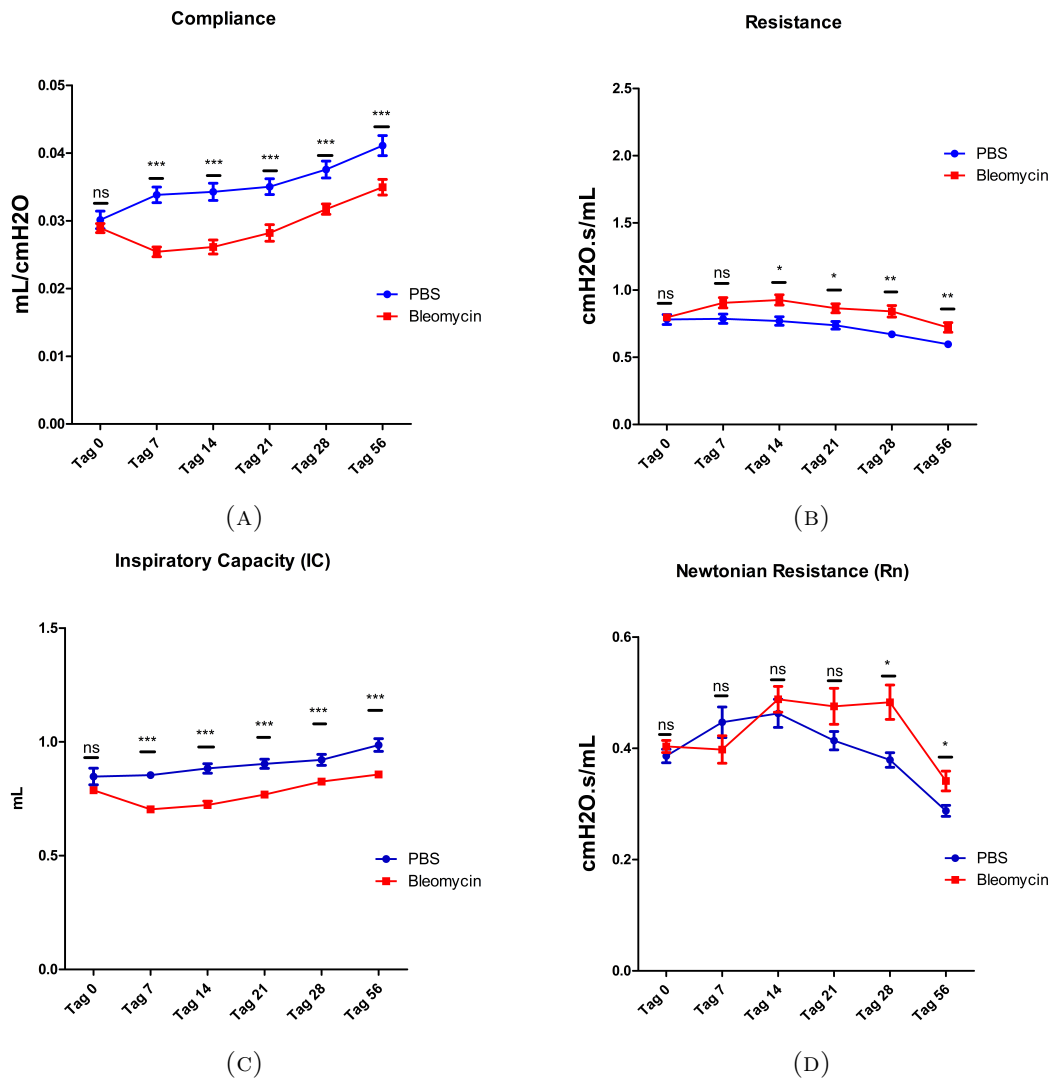 Compliance
mL/cmH2O
0.05
0.04
0.03
0.02
0.01
0.00
ns
***
***
***
***
***
PBS
Bleomycin
Tag 0
Tag 7
Tag 14
Tag 21
Tag 28
Tag 56
(A)
Resistance
cmH2O.s/mL
2.5
2.0
1.5
1.0
0.5
0.0
ns
ns
*
*
**
**
PBS
Bleomycin
Tag 0
Tag 7
Tag 14
Tag 21
Tag 28
Tag 56
(B)
Inspiratory Capacity (IC)
mL
1.5
1.0
0.5
0.0
ns
***
***
***
***
***
PBS
Bleomycin
Tag 0
Tag 7
Tag 14
Tag 21
Tag 28
Tag 56
(C)
Newtonian Resistance (Rn)
cmH2O.s/mL
0.6
0.4
0.2
0.0
ns
ns
ns
ns
*
*
PBS
Bleomycin
Tag 0
Tag 7
Tag 14
Tag 21
Tag 28
Tag 56
(D)